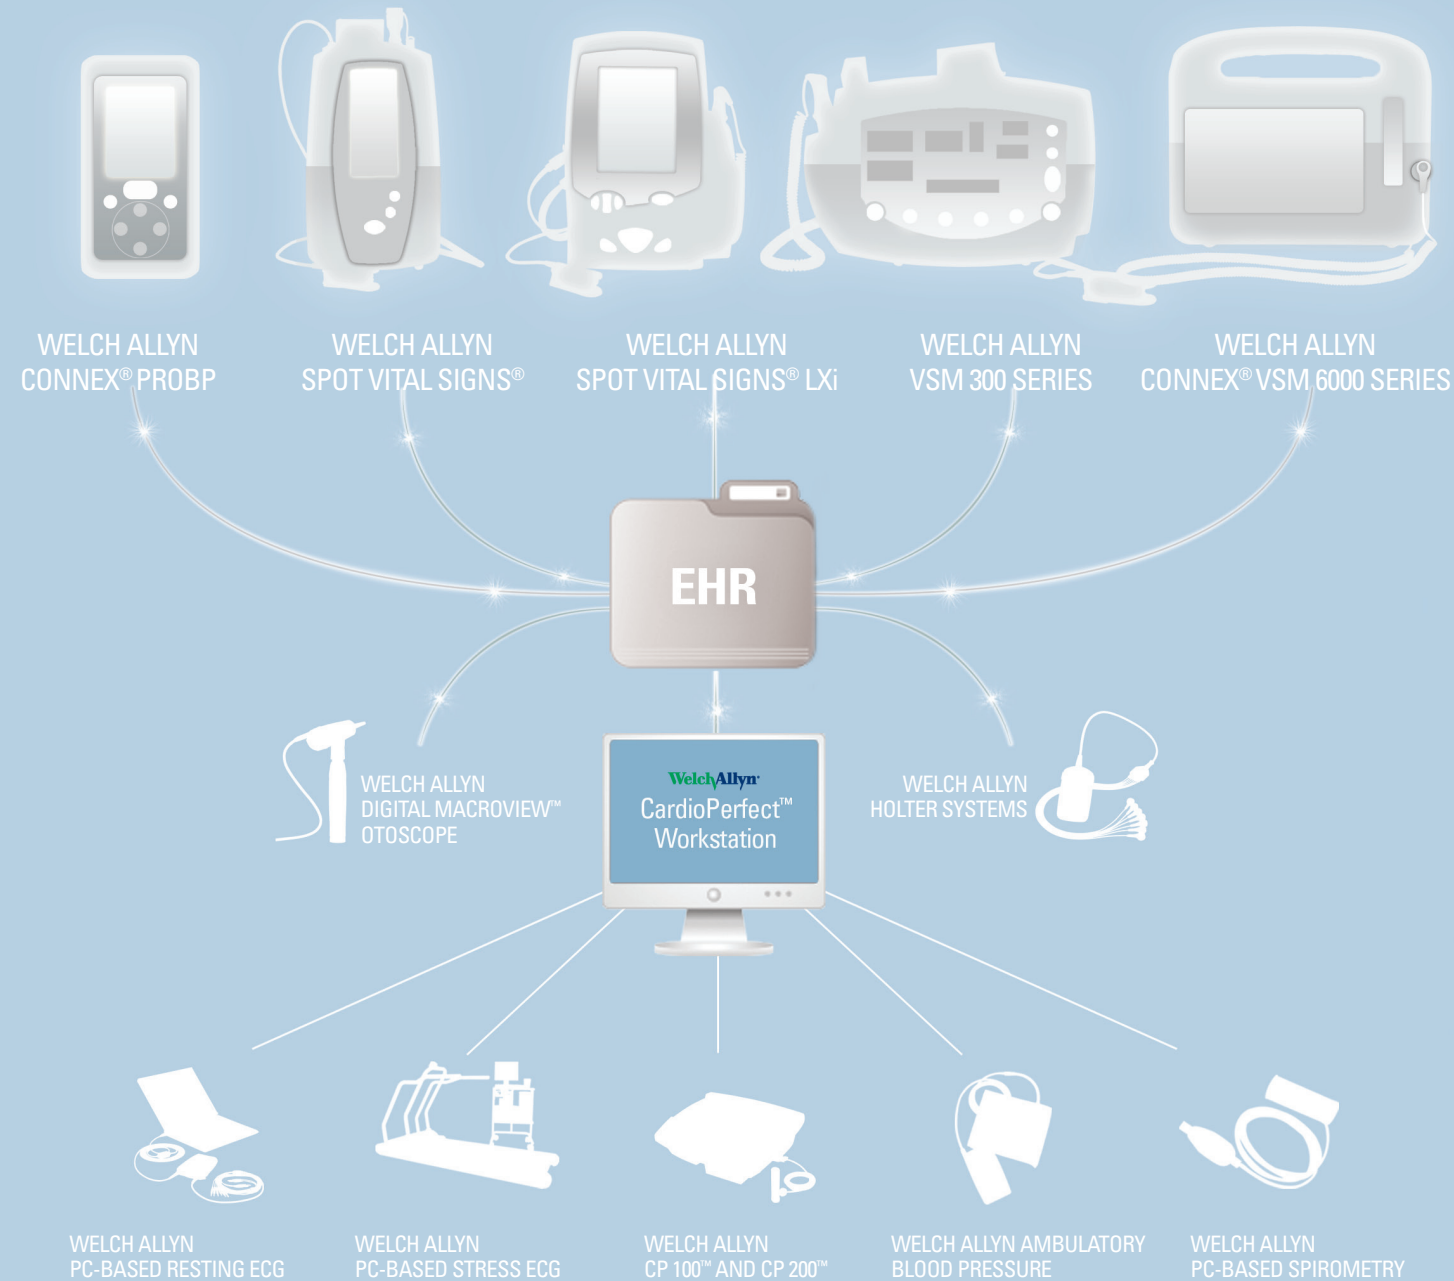 WELCH ALLYN
CONNEX® PROBP
WELCH ALLYN
SPOT VITAL SIGNS®
WELCH ALLYN
SPOT VITAL SIGNS® LXi
WELCH ALLYN
VSM 300 SERIES
WELCH ALLYN
CONNEX® VSM 6000 SERIES
EHR
WELCH ALLYN
DIGITAL MACROVIEW™
OTOSCOPE
WelchAllyn®
CardioPerfect™
Workstation
WELCH ALLYN
HOLTER SYSTEMS
WELCH ALLYN
PC-BASED RESTING ECG
WELCH ALLYN
PC-BASED STRESS ECG
WELCH ALLYN
CP 100™ AND CP 200™
WELCH ALLYN AMBULATORY
BLOOD PRESSURE
WELCH ALLYN
PC-BASED SPIROMETRY